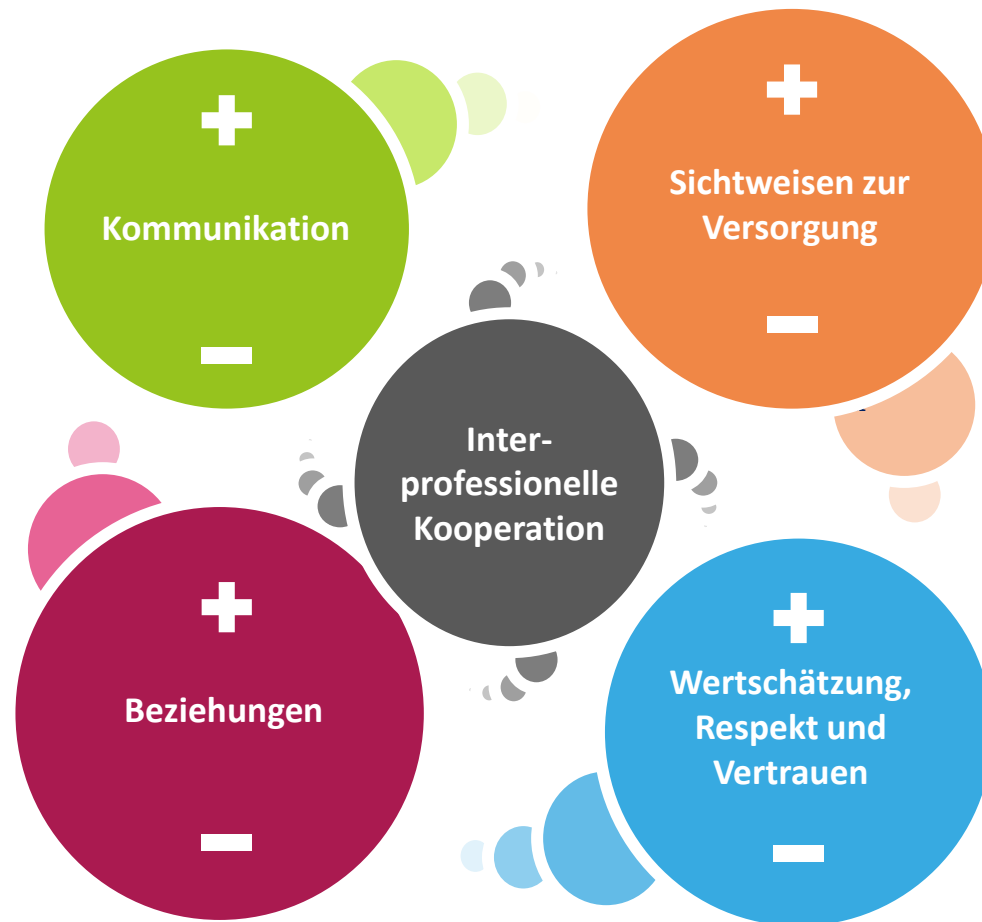 +
Kommunikation
−
+
Sichtweisen zur
Versorgung
−
Inter-
professionelle
Kooperation
+
Beziehungen
−
+
Wertschätzung,
Respekt und
Vertrauen
−